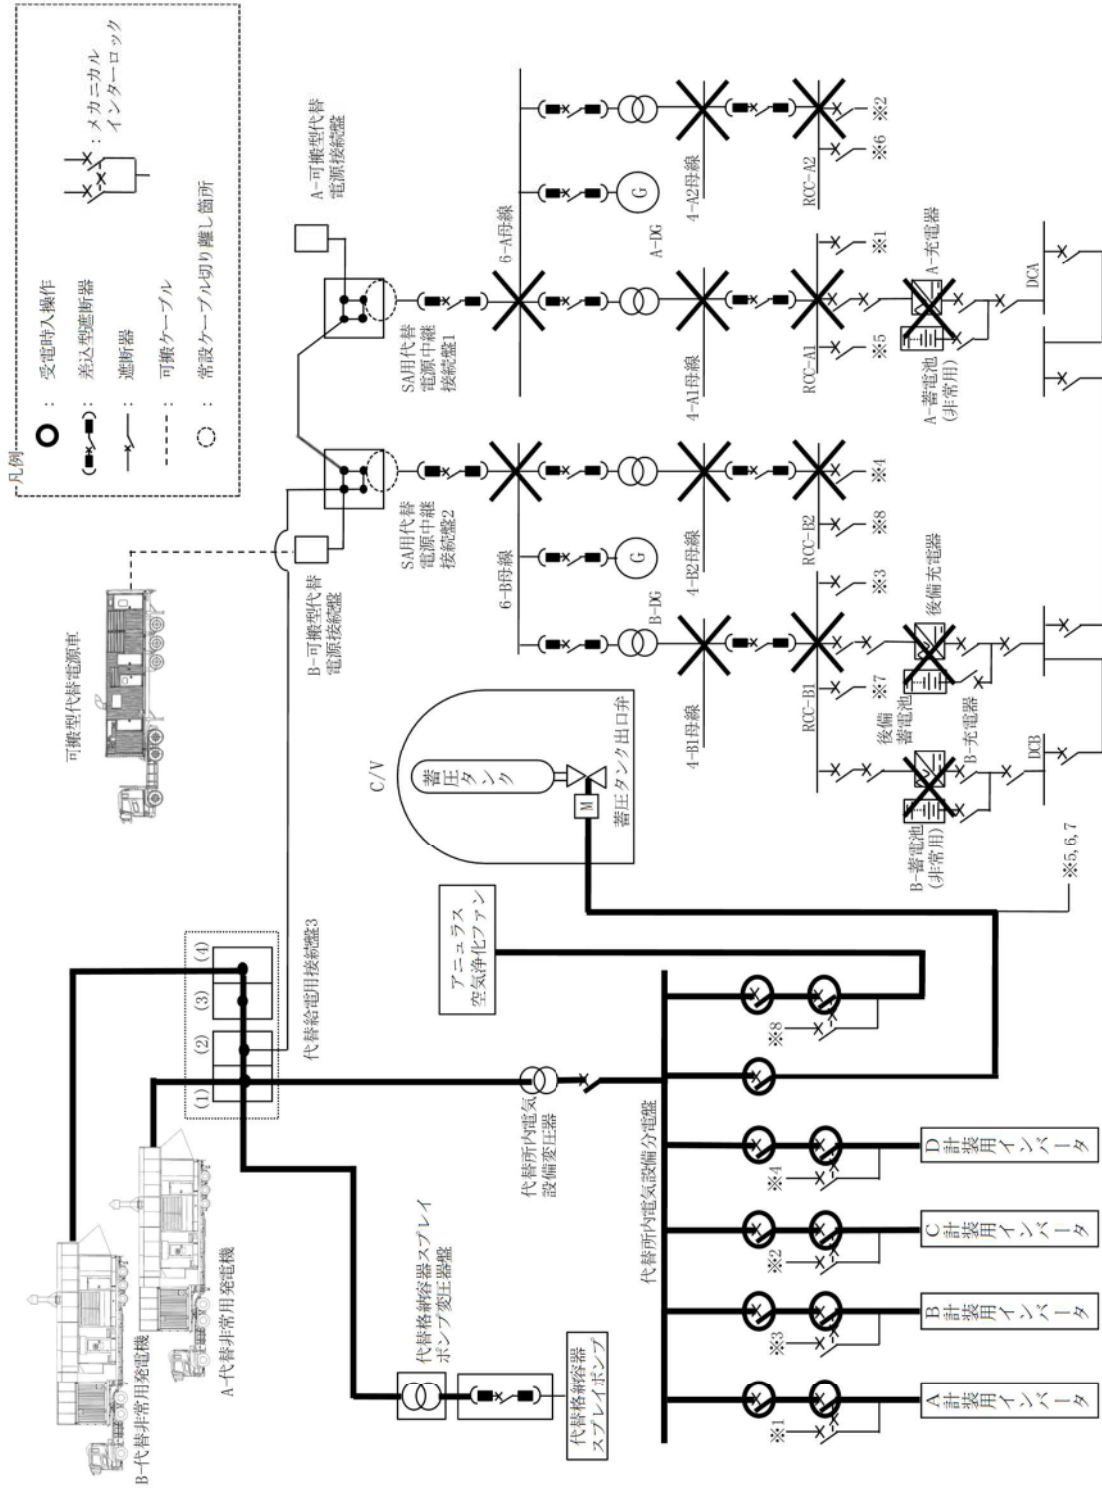 凡例
○ ： 受電時入操作
： 差込型遮断器
： 遮断器
： 可搬ケーブル
： 常設ケーブル切り離し箇所
：メカニカル
インターロック
可搬型代替電源車
B-代替非常用発電機
A-代替非常用発電機
(1)
(2)
(3)
(4)
代替給電用接続盤3
B-可搬型代替
電源接続盤
A-可搬型代替
電源接続盤
SA用代替
電源中継
接続盤2
SA用代替
電源中継
接続盤1
6-B母線
6-A母線
G
B-DG
G
A-DG
4-B1母線
4-B2母線
4-A1母線
4-A2母線
RCC-B1
RCC-B2
RCC-A1
RCC-A2
※7
※3
※8
※4
※5
※1
※6
※2
B-蓄電池
(非常用)
B-充電器
後備
蓄電池
後備充電器
A-蓄電池
(非常用)
A-充電器
DCB
DCA
C/V
蓄圧
タンク
M
蓄圧タンク出口弁
アニュラス
空気浄化ファン
代替格納容器スプレイ
ポンプ変圧器盤
代替格納容器
スプレイポンプ
代替所内電気
設備変圧器
代替所内電気設備分電盤
※1
※3
※2
※4
※8
※5,6,7
A
計装用
インバータ
B
計装用
インバータ
C
計装用
インバータ
D
計装用
インバータ